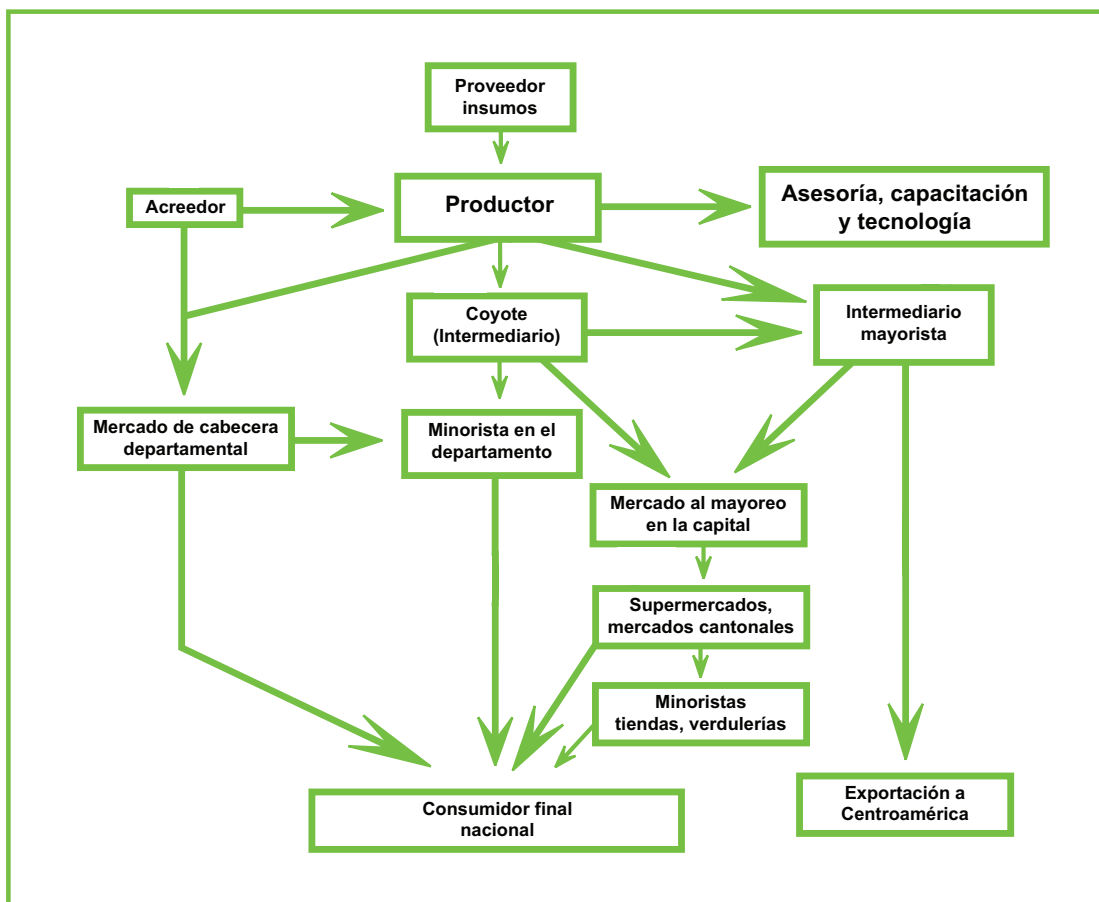 Proveedor
insumos
Acreedor
Productor
Asesoría, capacitación
y tecnología
Coyote
(Intermediario)
Intermediario
mayorista
Mercado de cabecera
departamental
Minorista en el
departamento
Mercado al mayoreo
en la capital
Supermercados,
mercados cantonales
Minoristas
tiendas, verdulerías
Consumidor final
nacional
Exportación a
Centroamérica